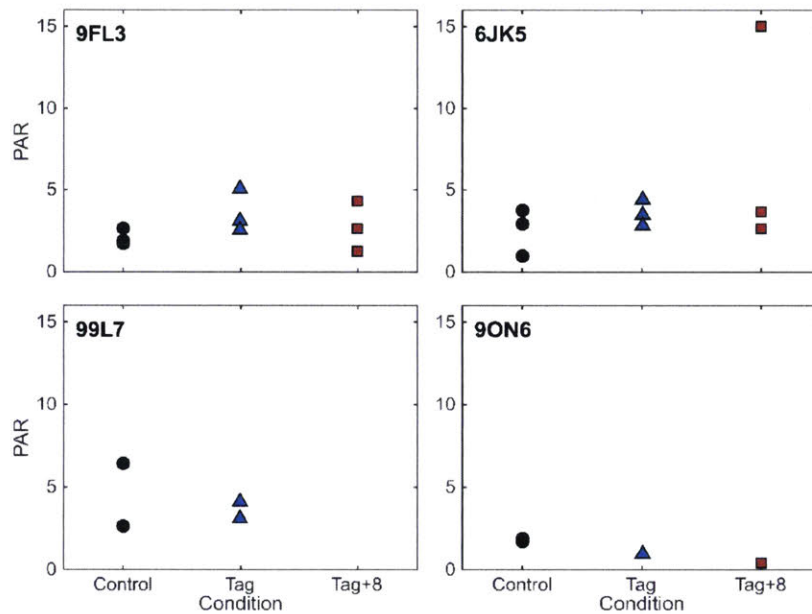 9FL3
15
10
5
0
PAR
6JK5
15
10
5
0
99L7
15
10
5
0
PAR
Control
Tag
Tag+8
Condition
9ON6
15
10
5
0
Control
Tag
Tag+8
Condition